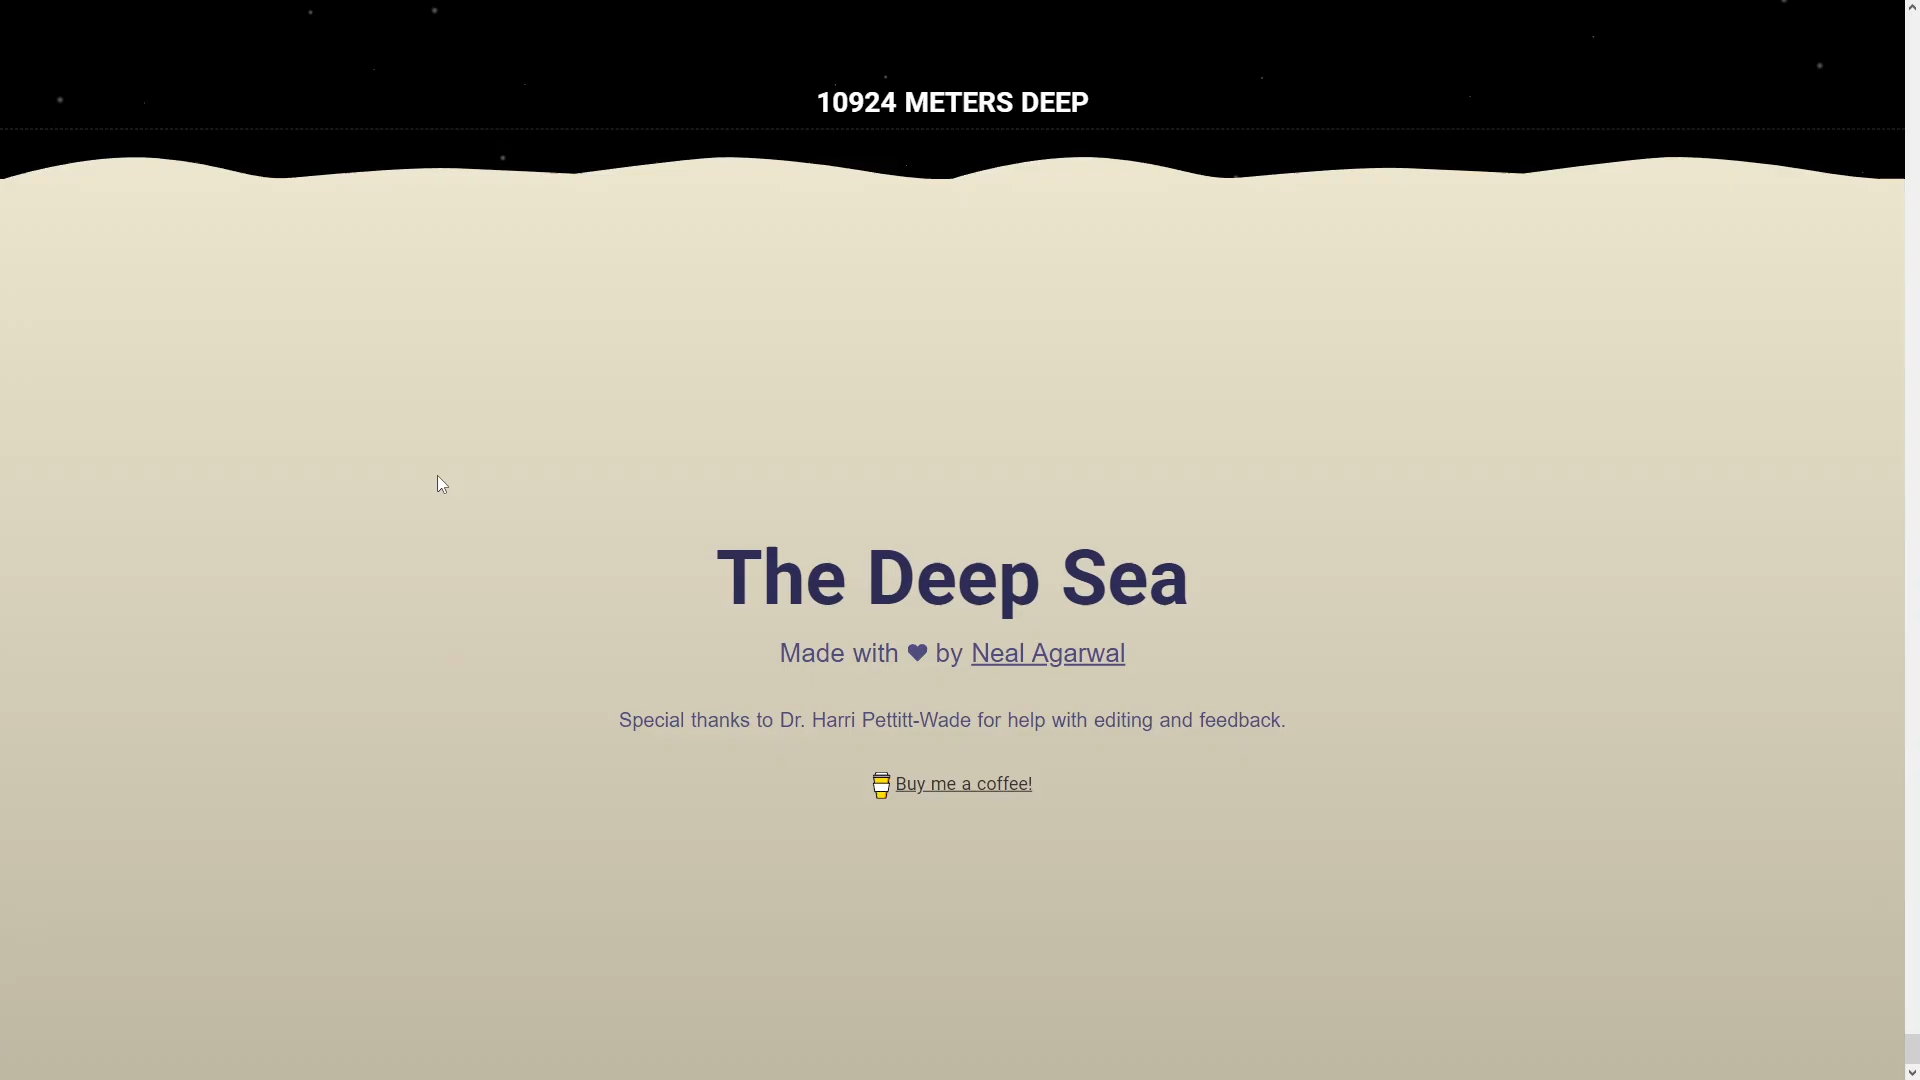 10924 METERS DEEP
The Deep Sea
Made with ♥ by Neal Agarwal
Special thanks to Dr. Harri Pettitt-Wade for help with editing and feedback.
Buy me a coffee!